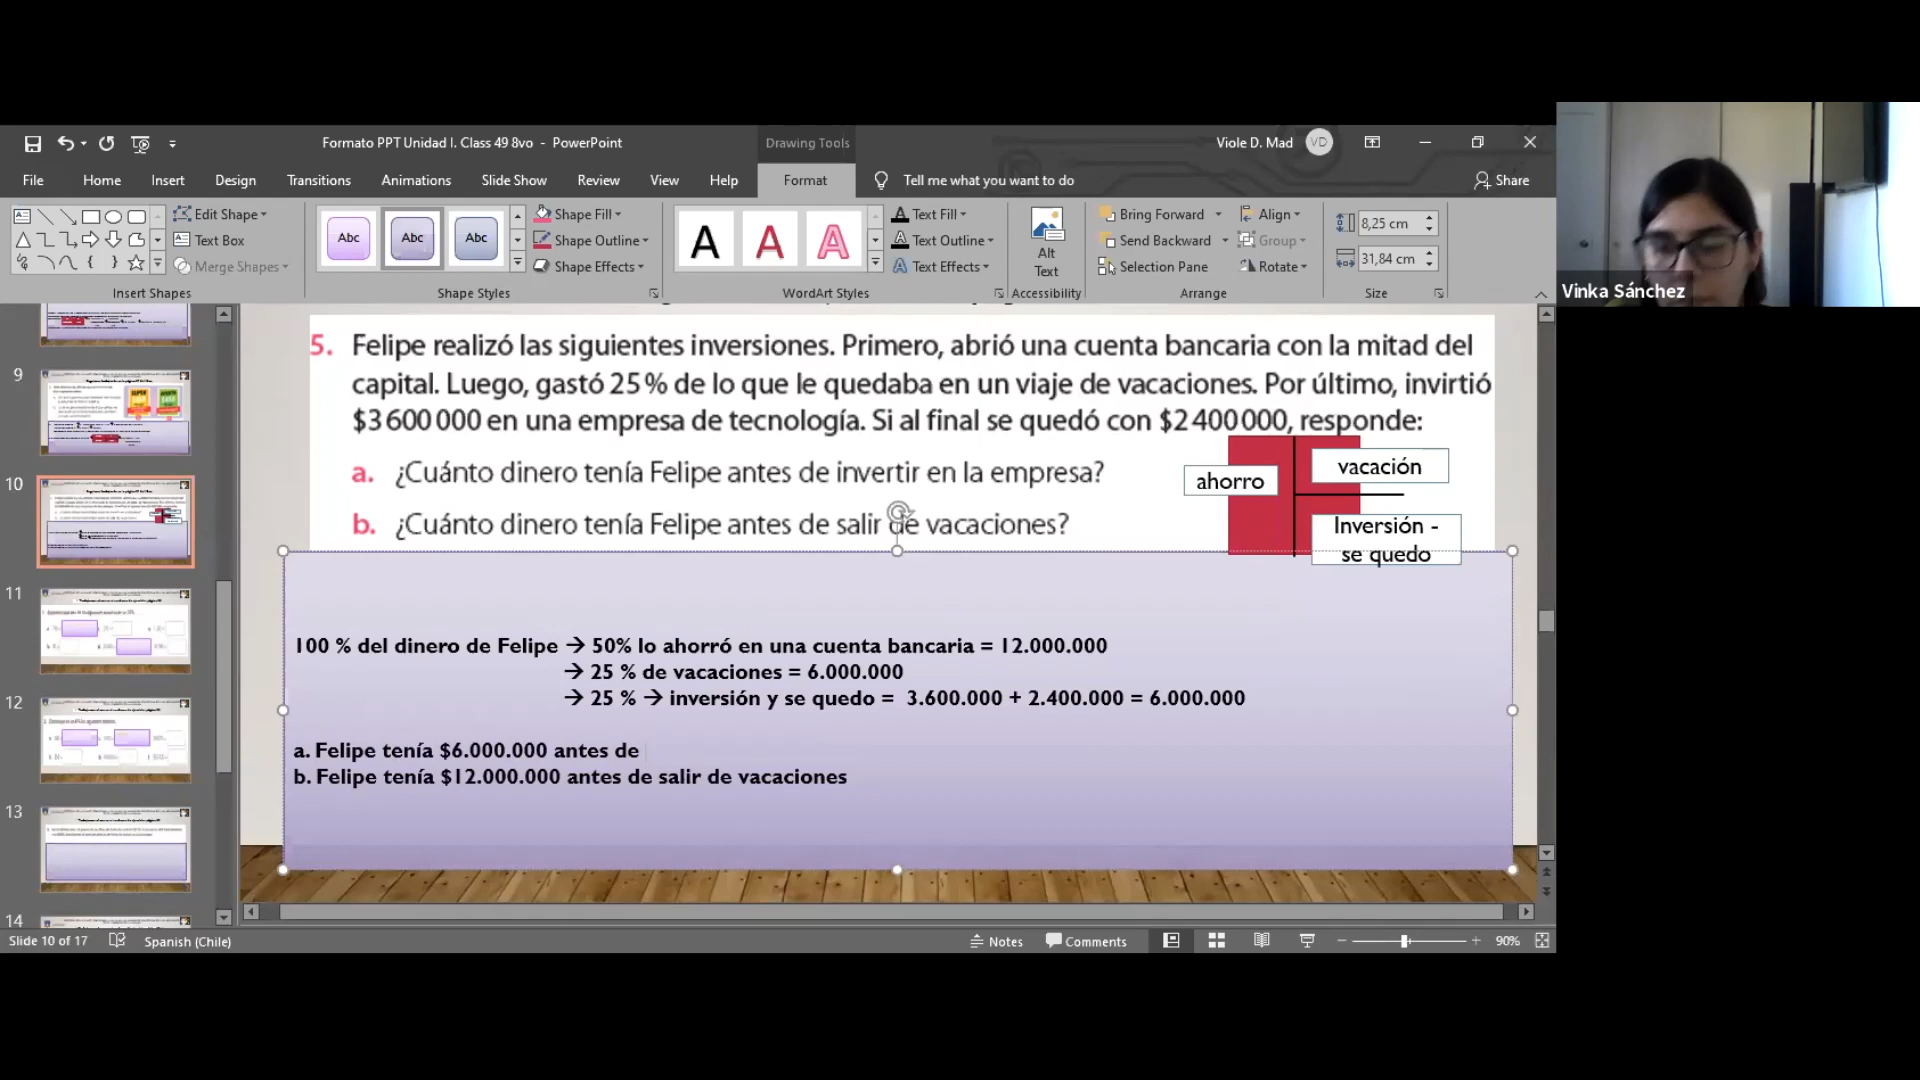 Formato PPT Unidad I. Class 49 8vo - PowerPoint
Drawing Tools
Viole D. Mad
VD
File Home Insert Design Transitions Animations Slide Show Review View Help Format Tell me what you want to do
Share
Edit Shape
Text Box
Merge Shapes
Insert Shapes
Abc Abc Abc
Shape Fill
Shape Outline
Shape Effects
Shape Styles
A A A
Text Fill
Text Outline
Text Effects
WordArt Styles
Alt
Text
Accessibility
Bring Forward
Send Backward
Selection Pane
Align
Group
Rotate
Arrange
8,25 cm
31,84 cm
Size
Vinka Sánchez
9
10
11
12
13
14
5. Felipe realizó las siguientes inversiones. Primero, abrió una cuenta bancaria con la mitad del
capital. Luego, gastó 25% de lo que le quedaba en un viaje de vacaciones. Por último, invirtió
$3 600 000 en una empresa de tecnología. Si al final se quedó con $2 400 000, responde:
a. ¿Cuánto dinero tenía Felipe antes de invertir en la empresa?
b. ¿Cuánto dinero tenía Felipe antes de salir de vacaciones?
ahorro
vacación
Inversión -
se quedo
100 % del dinero de Felipe → 50% lo ahorró en una cuenta bancaria = 12.000.000
→ 25 % de vacaciones = 6.000.000
→ 25 % → inversión y se quedo = 3.600.000 + 2.400.000 = 6.000.000
a. Felipe tenía $6.000.000 antes de
b. Felipe tenía $12.000.000 antes de salir de vacaciones
Slide 10 of 17
Spanish (Chile)
Notes
Comments
90%